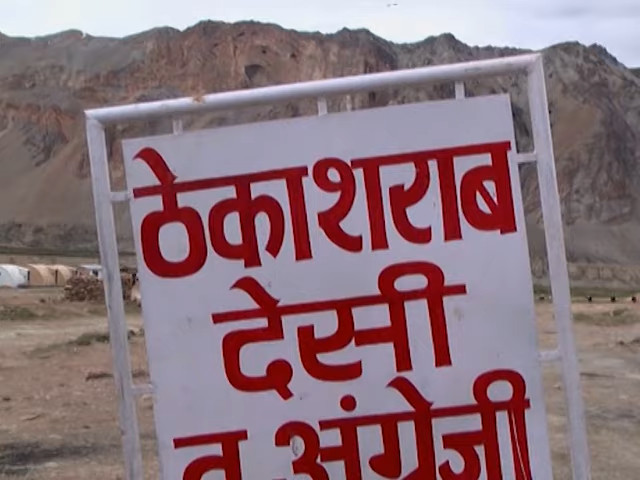 ठेका शराब
देसी
व अंग्रेजी